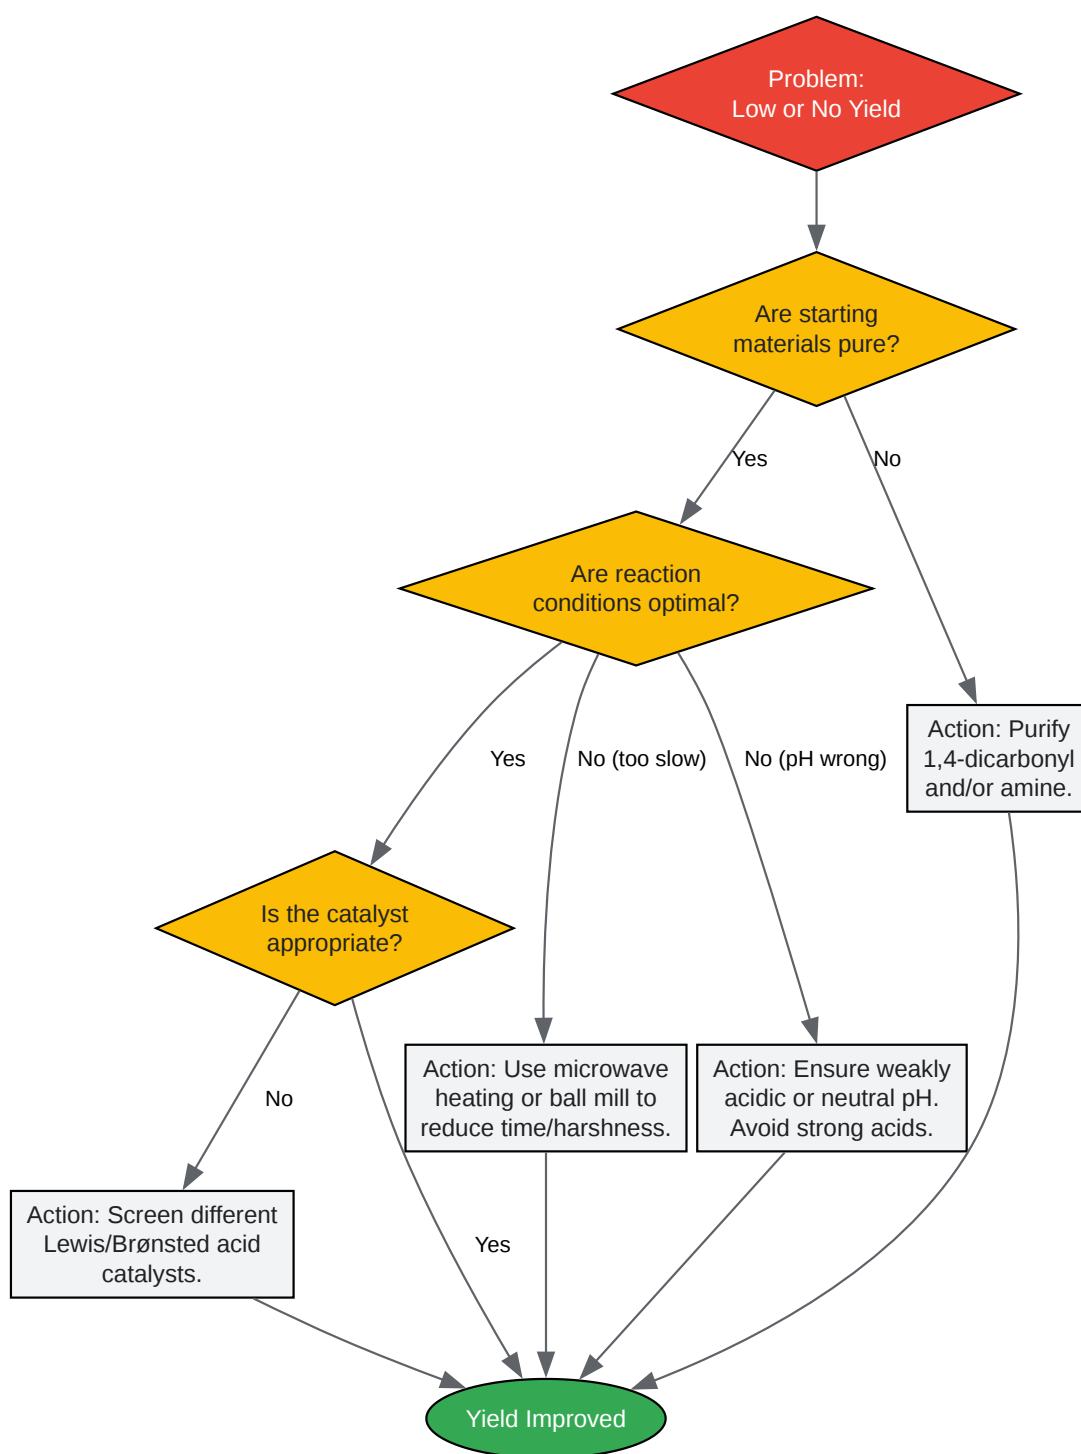 Problem:
Low or No Yield
Are starting
materials pure?
Yes
No
Are reaction
conditions optimal?
Action: Purify
1,4-dicarbonyl
and/or amine.
Yes
No (too slow)
No (pH wrong)
Is the catalyst
appropriate?
Action: Use microwave
heating or ball mill to
reduce time/harshness.
Action: Ensure weakly
acidic or neutral pH.
Avoid strong acids.
No
Action: Screen different
Lewis/Brønsted acid
catalysts.
Yes
Yield Improved